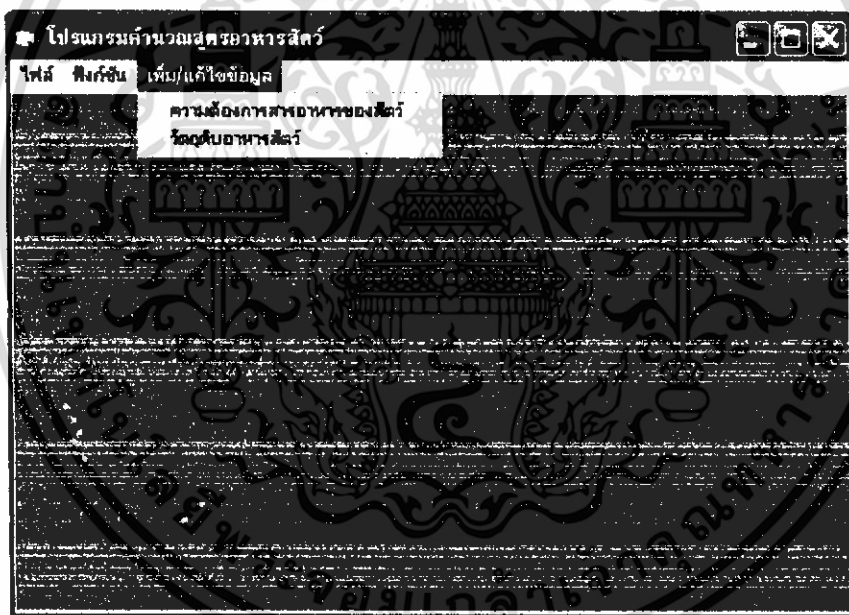 โปรแกรมคำนวณสูตรอาหารสัตว์
ไฟล์ ฟังก์ชัน เพิ่ม/แก้ไขข้อมูล
ความต้องการสารอาหารของสัตว์
วัตถุดิบอาหารสัตว์